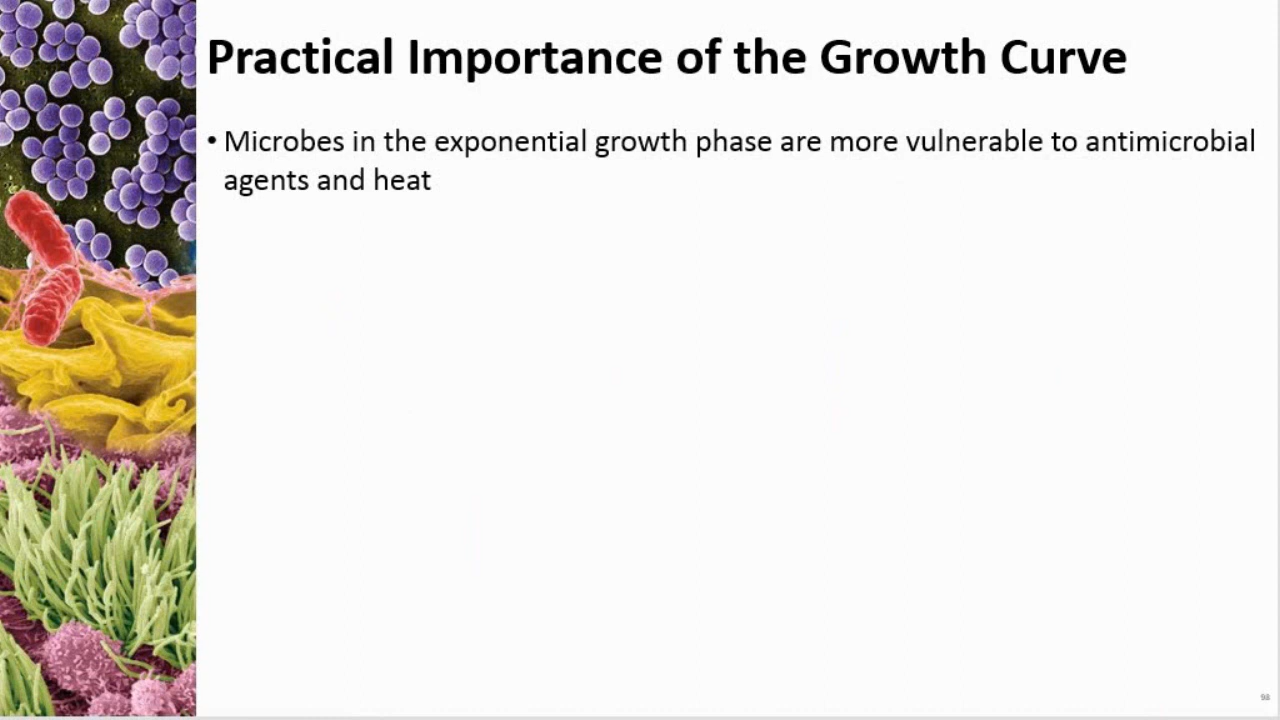 Practical Importance of the Growth Curve
• Microbes in the exponential growth phase are more vulnerable to antimicrobial
agents and heat
98